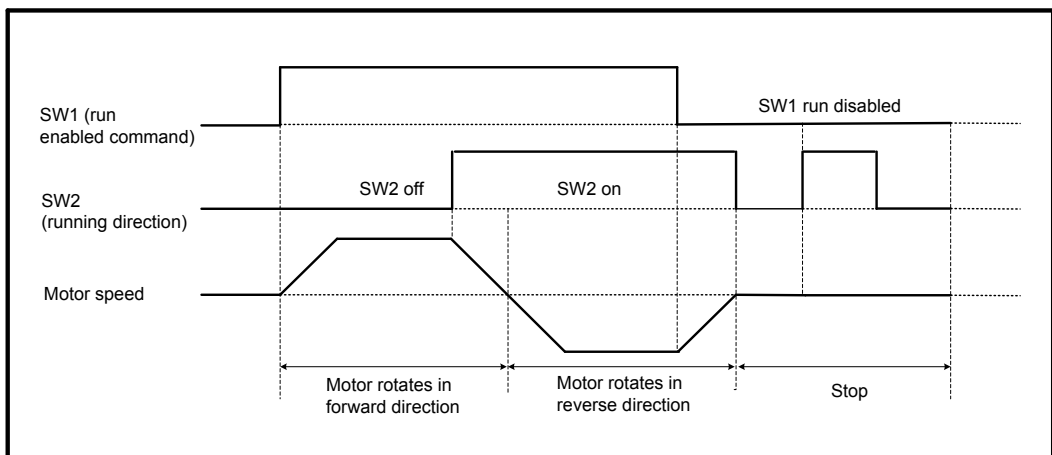 SW1 (run
enabled command)
SW1 run disabled
SW2
(running direction)
SW2 off
SW2 on
Motor speed
Motor rotates in
forward direction
Motor rotates in
reverse direction
Stop